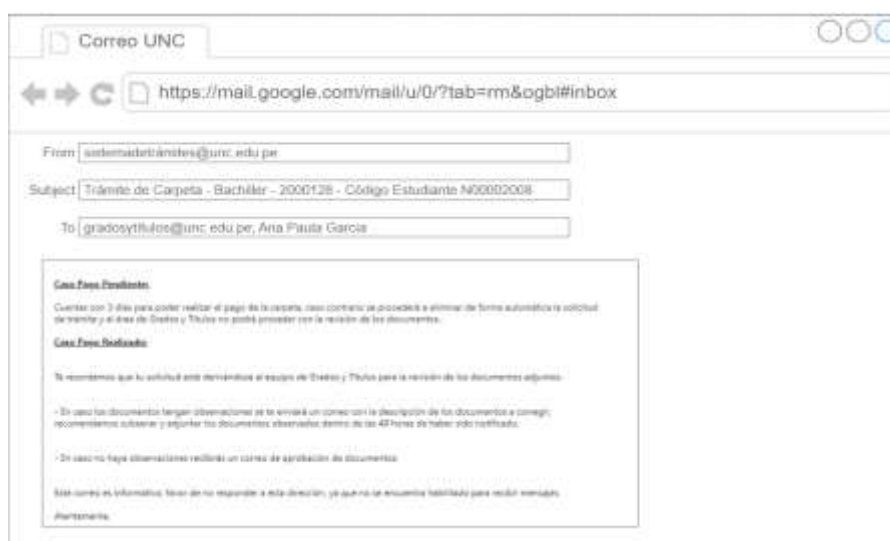 Correo UNC
https://mail.google.com/mail/u/0/?tab=rm&ogbl#inbox
From sistemadetrámites@unc.edu.pe
Subject Trámite de Carpeta - Bachiller - 2000128 - Código Estudiante N00002008
To gradosytitulos@unc.edu.pe, Ana Paula Garcia
Caso Pago Pendiente:
Cuentas con 3 días para poder realizar el pago de la carpeta, caso contrario se procederá a eliminar de forma automática la solicitud
de trámite y el área de Grados y Títulos no podrá proceder con la revisión de los documentos.
Caso Pago Realizado:
Te recordamos que tu solicitud está derivándose al equipo de Grados y Títulos para la revisión de los documentos adjuntos.
- En caso los documentos tengan observaciones se te enviará un correo con la descripción de los documentos a corregir,
recomendamos subsanar y adjuntar los documentos observados dentro de las 48 horas de haber sido notificado.
- En caso no haya observaciones recibirás un correo de aprobación de documentos.
Este correo es informativo, favor de no responder a esta dirección, ya que no se encuentra habilitado para recibir mensajes.
Atentamente.